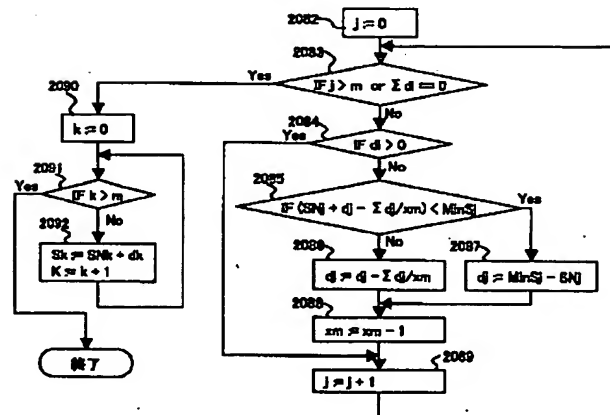 2082
j := 0
2083
Yes
IF j > m or Σ dj == 0
2090
k := 0
No
2084
Yes
IF dj > 0
2091
Yes
IF k > m
No
2085
IF (SNj + dj − Σ dj/xm) < MinSj
Yes
No
2092
Sk := SNk + dk
K := k + 1
No
2086
dj := dj − Σ dj/xm
2087
dj := MinSj − SNj
2088
xm := xm − 1
終了
2089
j := j + 1